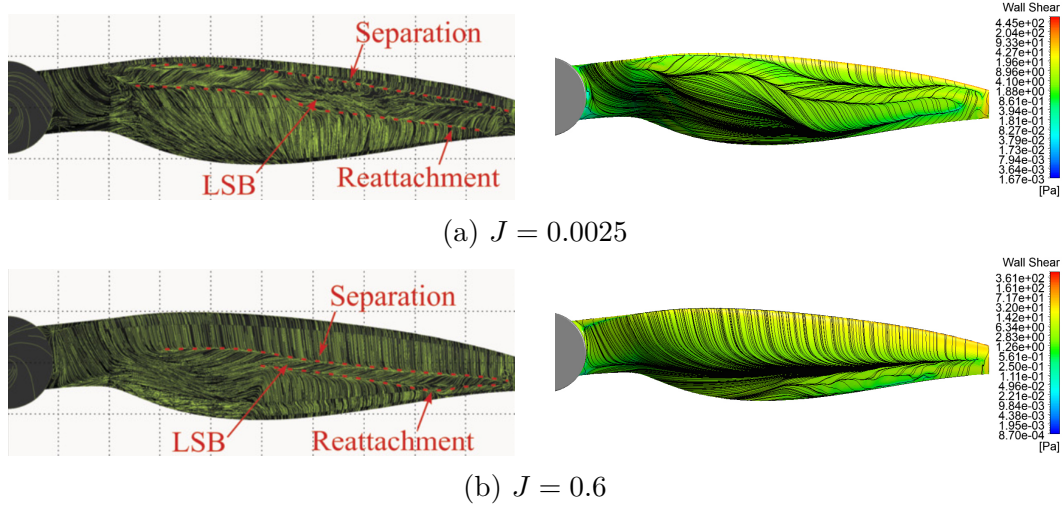 Separation
LSB
Reattachment
Wall Shear
4.45e+02
2.04e+02
9.33e+01
4.27e+01
1.96e+01
8.96e+00
4.10e+00
1.88e+00
8.61e-01
3.94e-01
1.81e-01
8.27e-02
3.79e-02
1.73e-02
7.94e-03
3.64e-03
1.67e-03
[Pa]
(a) J = 0.0025
Separation
LSB
Reattachment
Wall Shear
3.61e+02
1.61e+02
7.17e+01
3.20e+01
1.42e+01
6.34e+00
2.83e+00
1.26e+00
5.61e-01
2.50e-01
1.11e-01
4.96e-02
2.21e-02
9.84e-03
4.38e-03
1.95e-03
8.70e-04
[Pa]
(b) J = 0.6